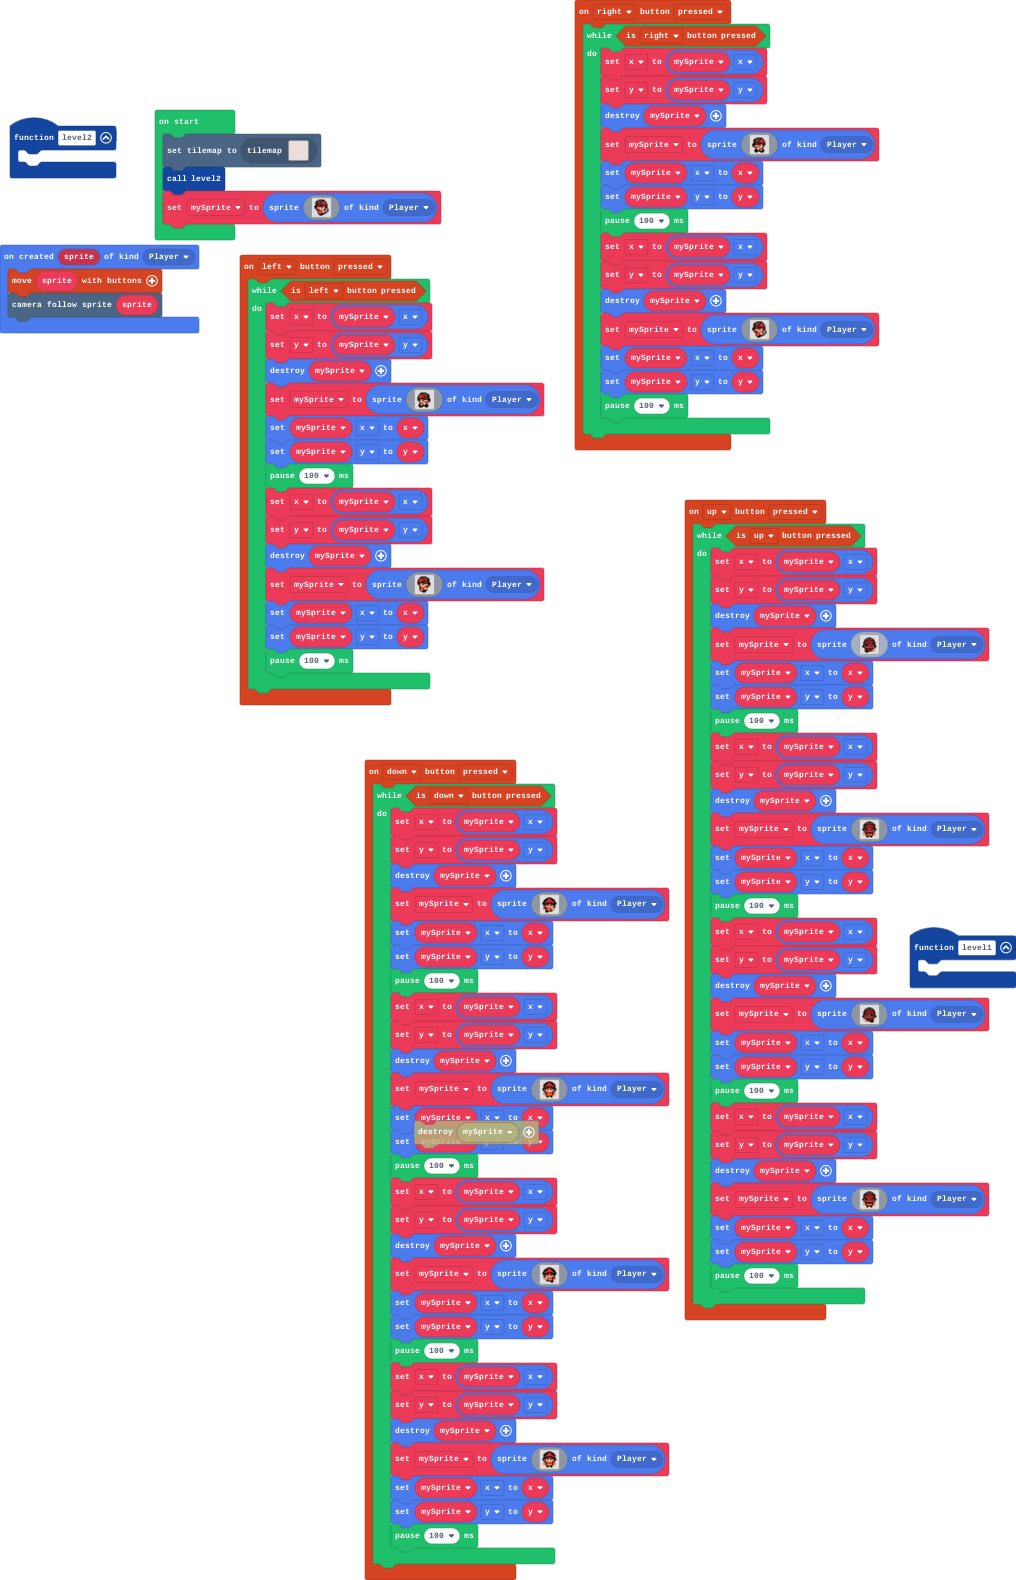 function level2
on start
set tilemap to tilemap
call level2
set mySprite to sprite of kind Player
on created sprite of kind Player
move sprite with buttons
camera follow sprite sprite
on left button pressed
while is left button pressed
do
set x to mySprite x
set y to mySprite y
destroy mySprite
set mySprite to sprite of kind Player
set mySprite x to x
set mySprite y to y
pause 100 ms
set x to mySprite x
set y to mySprite y
destroy mySprite
set mySprite to sprite of kind Player
set mySprite x to x
set mySprite y to y
pause 100 ms
on right button pressed
while is right button pressed
do
set x to mySprite x
set y to mySprite y
destroy mySprite
set mySprite to sprite of kind Player
set mySprite x to x
set mySprite y to y
pause 100 ms
set x to mySprite x
set y to mySprite y
destroy mySprite
set mySprite to sprite of kind Player
set mySprite x to x
set mySprite y to y
pause 100 ms
on up button pressed
while is up button pressed
do
set x to mySprite x
set y to mySprite y
destroy mySprite
set mySprite to sprite of kind Player
set mySprite x to x
set mySprite y to y
pause 100 ms
set x to mySprite x
set y to mySprite y
destroy mySprite
set mySprite to sprite of kind Player
set mySprite x to x
set mySprite y to y
pause 100 ms
set x to mySprite x
set y to mySprite y
destroy mySprite
set mySprite to sprite of kind Player
set mySprite x to x
set mySprite y to y
pause 100 ms
set x to mySprite x
set y to mySprite y
destroy mySprite
set mySprite to sprite of kind Player
set mySprite x to x
set mySprite y to y
pause 100 ms
on down button pressed
while is down button pressed
do
set x to mySprite x
set y to mySprite y
destroy mySprite
set mySprite to sprite of kind Player
set mySprite x to x
set mySprite y to y
pause 100 ms
set x to mySprite x
set y to mySprite y
destroy mySprite
set mySprite to sprite of kind Player
set mySprite x to x
destroy mySprite
set mySprite y to y
pause 100 ms
set x to mySprite x
set y to mySprite y
destroy mySprite
set mySprite to sprite of kind Player
set mySprite x to x
set mySprite y to y
pause 100 ms
set x to mySprite x
set y to mySprite y
destroy mySprite
set mySprite to sprite of kind Player
set mySprite x to x
set mySprite y to y
pause 100 ms
function level1